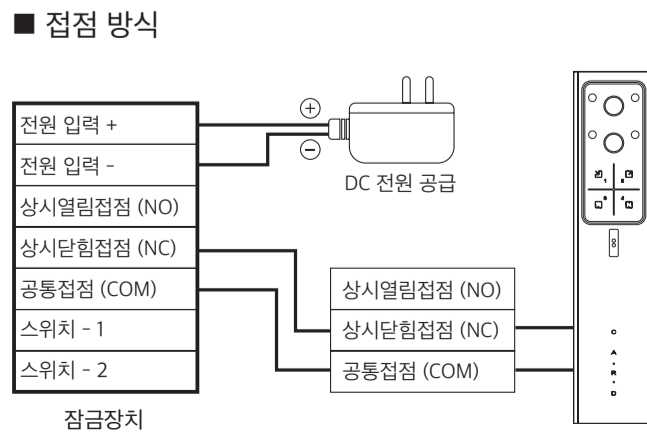 ■ 접점 방식
전원 입력 +
전원 입력 -
상시열림접점 (NO)
상시닫힘접점 (NC)
공통접점 (COM)
스위치 - 1
스위치 - 2
잠금장치
+
-
DC 전원 공급
상시열림접점 (NO)
상시닫힘접점 (NC)
공통접점 (COM)
C A · R · D